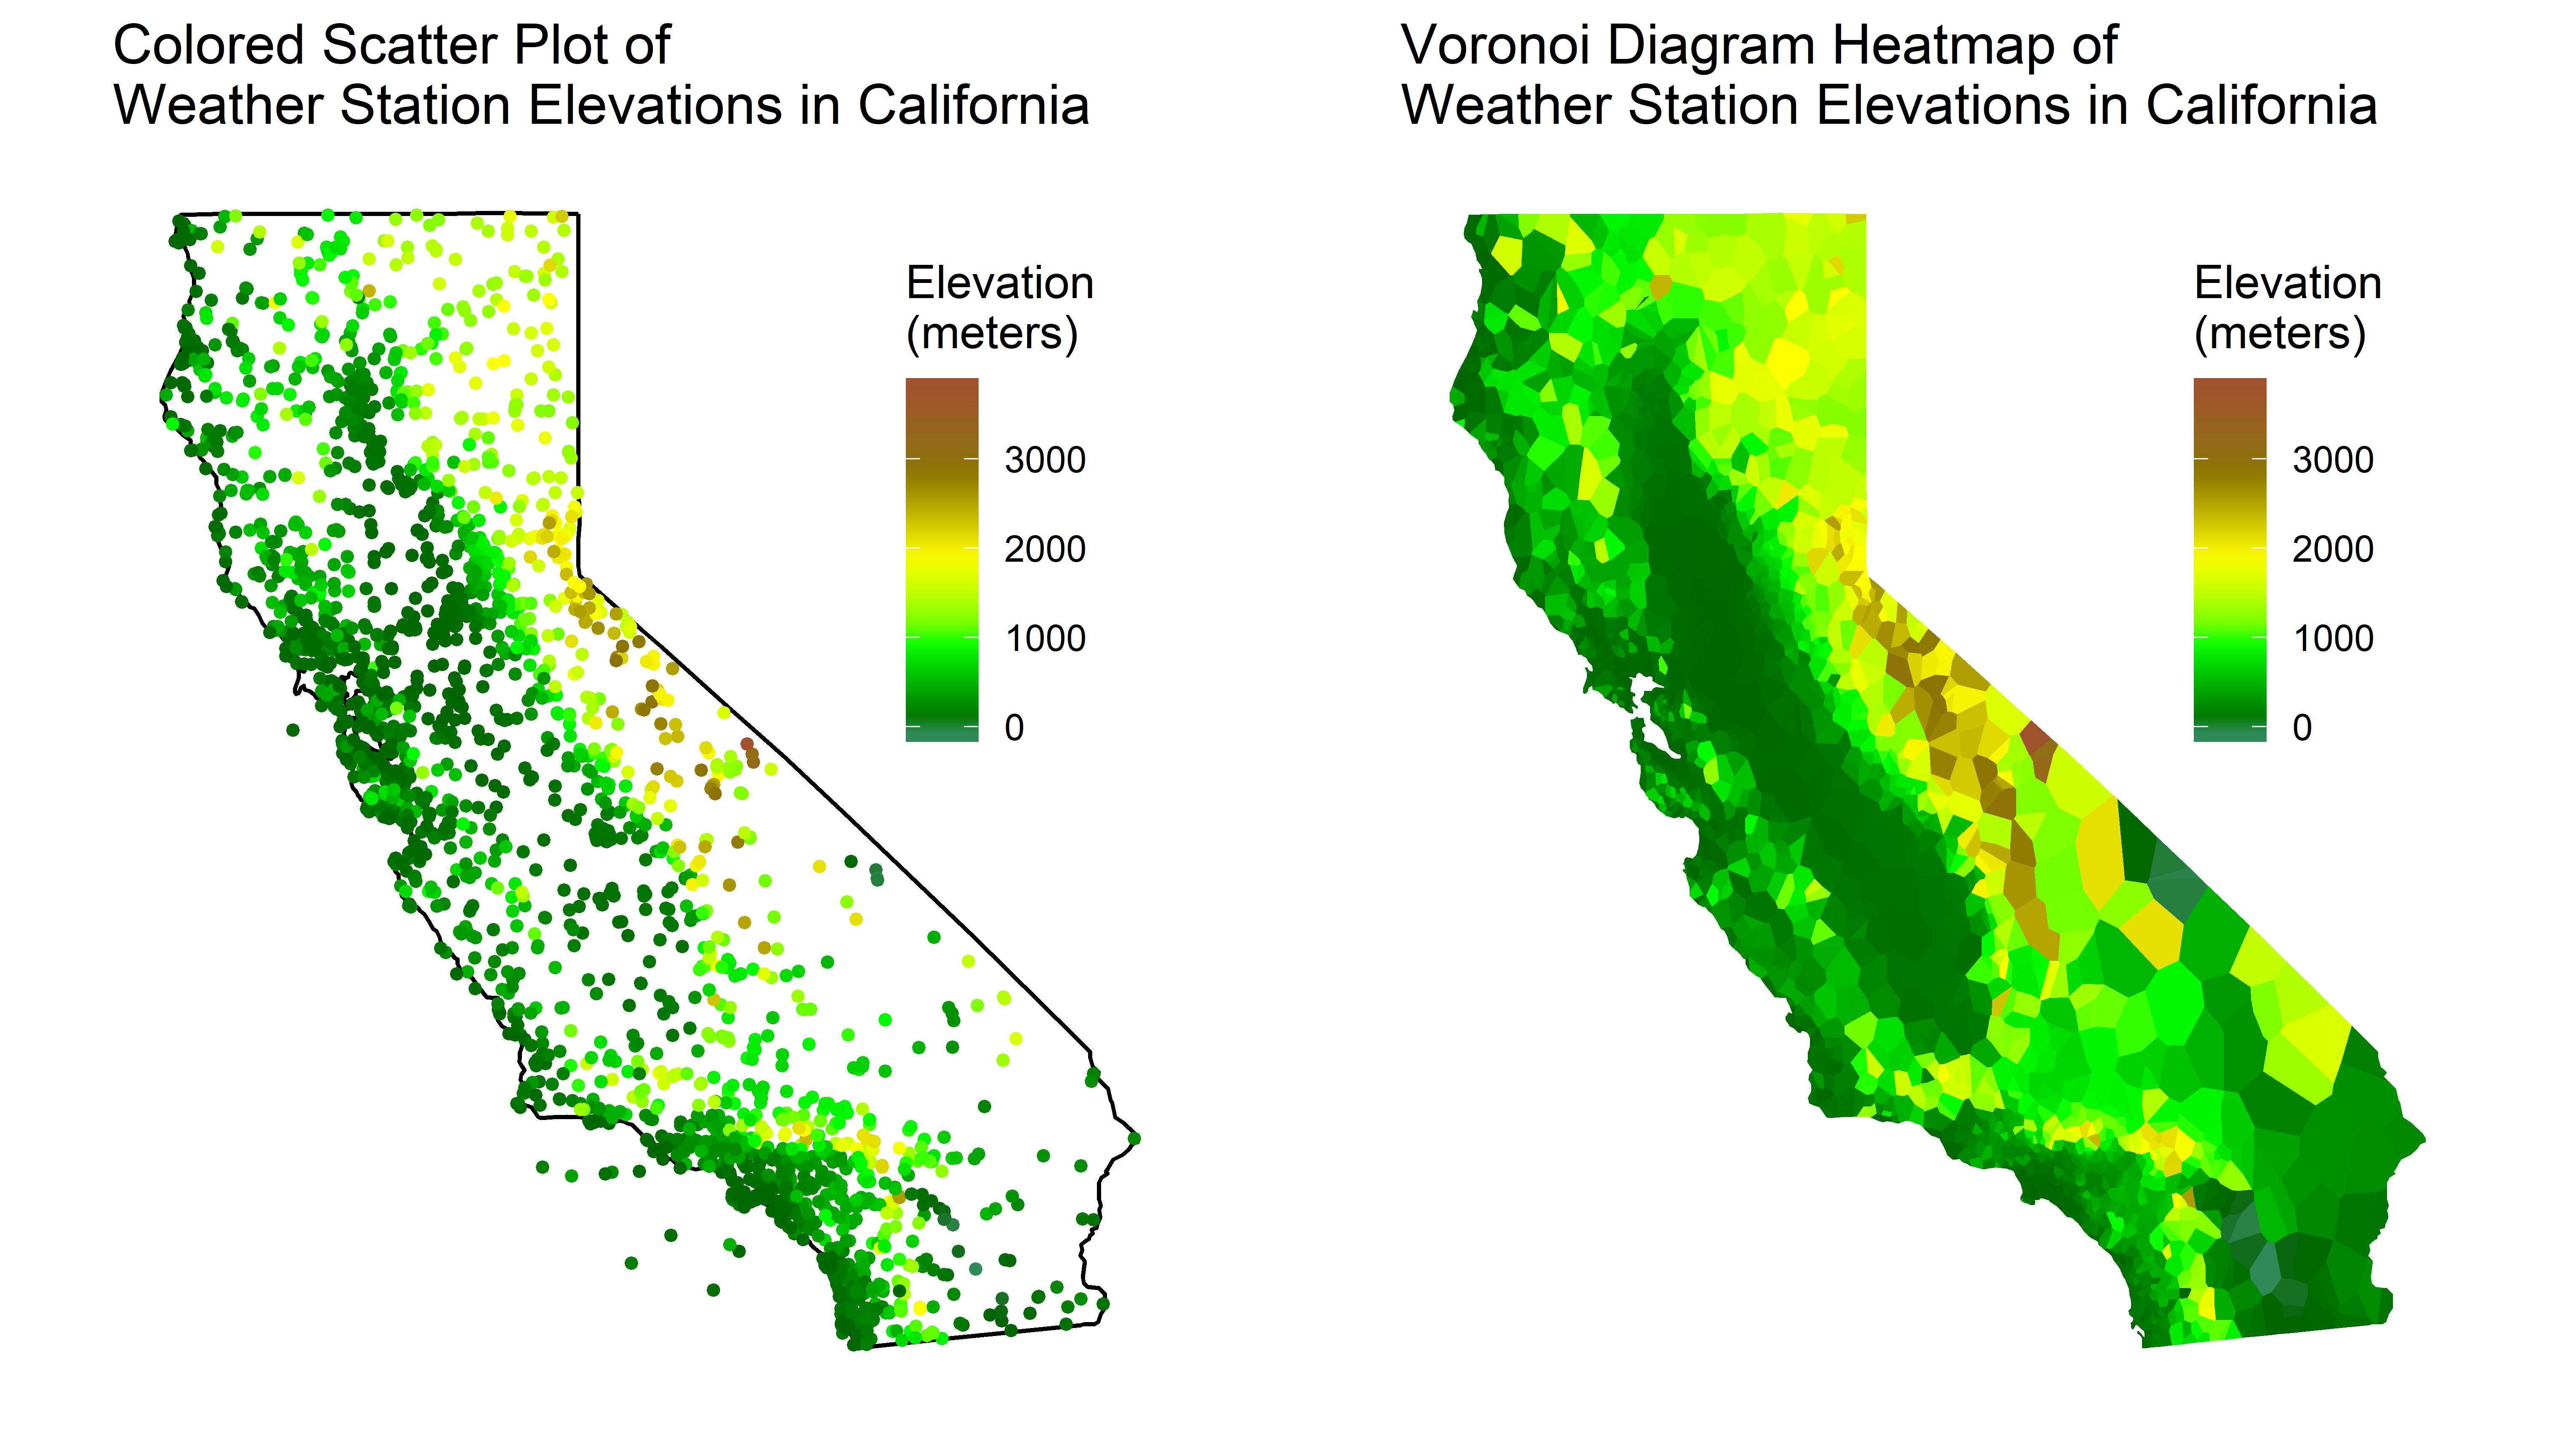 Colored Scatter Plot of
Weather Station Elevations in California
Elevation
(meters)
3000
2000
1000
0
Voronoi Diagram Heatmap of
Weather Station Elevations in California
Elevation
(meters)
3000
2000
1000
0